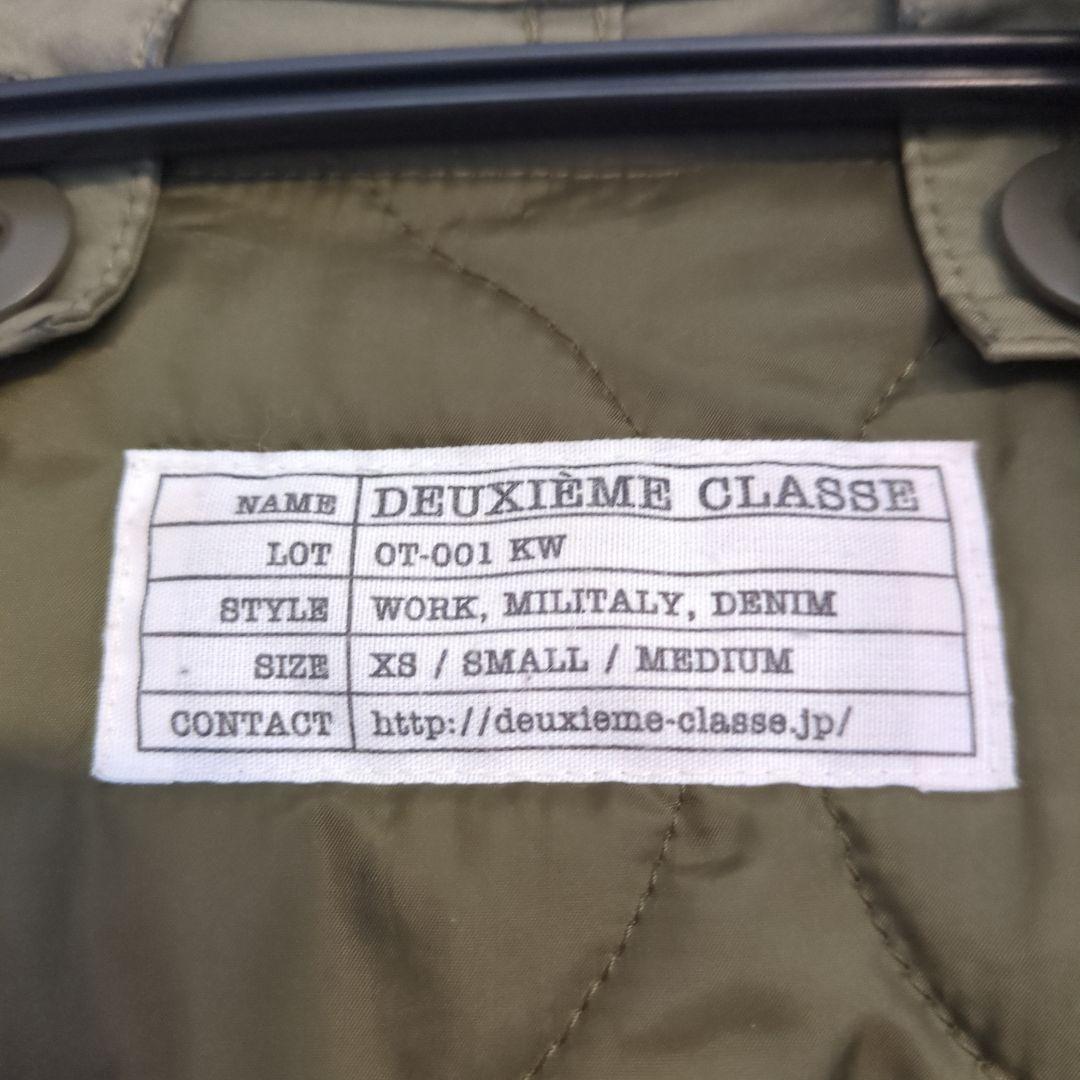 NAME DEUXIÈME CLASSE
LOT OT-001 KW
STYLE WORK, MILITALY, DENIM
SIZE XS / SMALL / MEDIUM
CONTACT http://deuxieme-classe.jp/